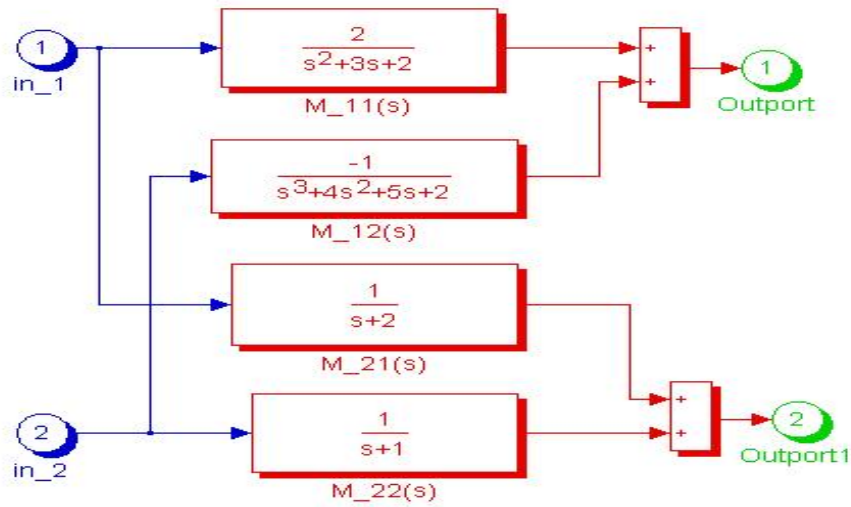 1
in_1
2
s²+3s+2
M_11(s)
+
+
1
Outport
-1
s³+4s²+5s+2
M_12(s)
1
s+2
M_21(s)
2
in_2
1
s+1
M_22(s)
+
+
2
Outport1